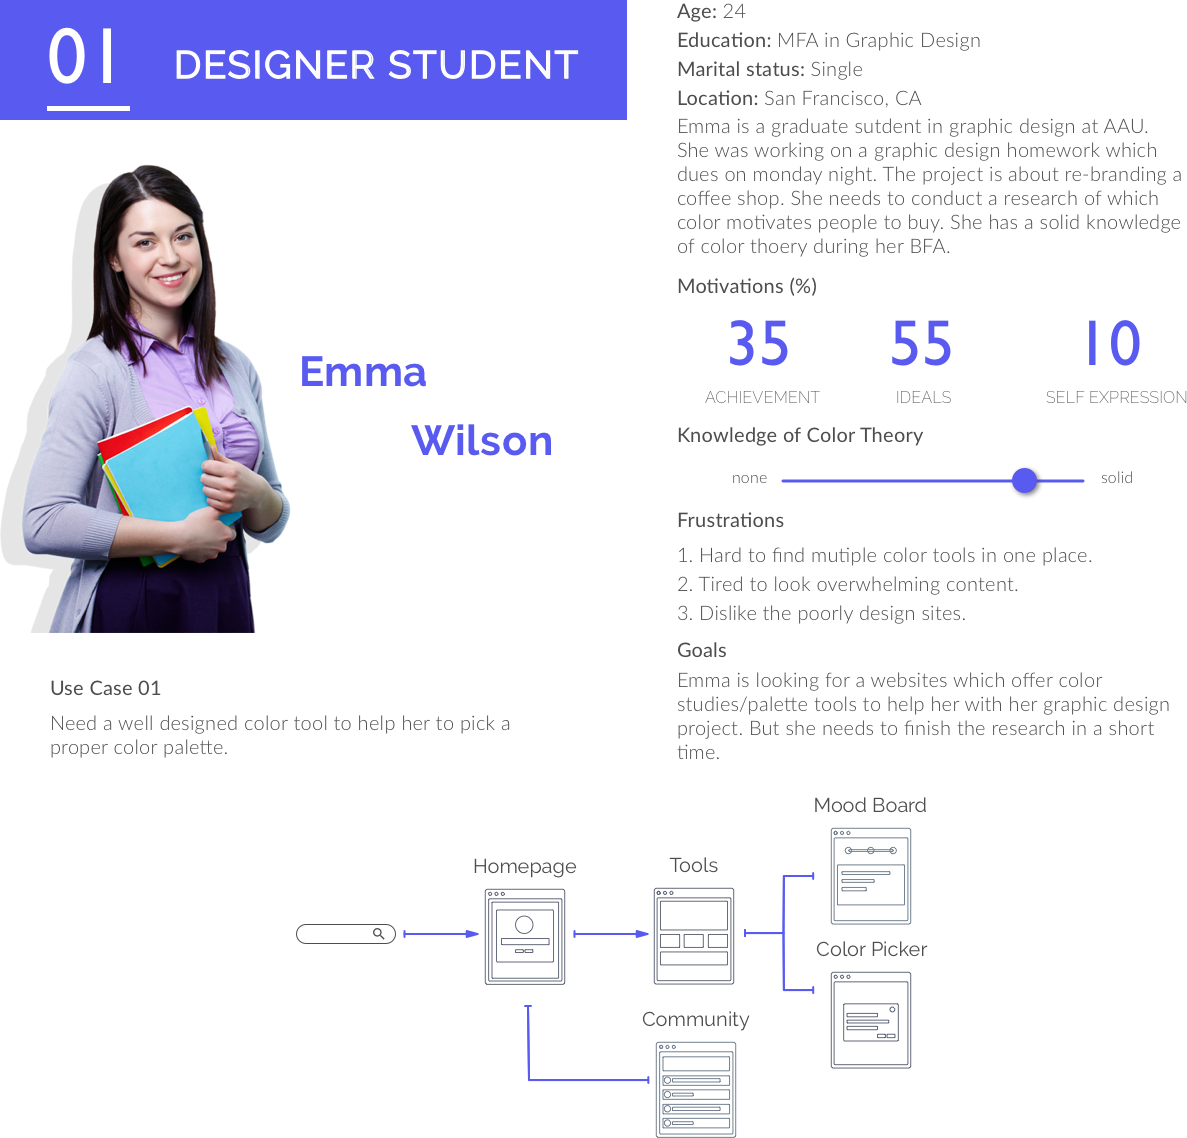 01
DESIGNER STUDENT
Emma
Wilson
Use Case 01
Need a well designed color tool to help her to pick a
proper color palette.
Age: 24
Education: MFA in Graphic Design
Marital status: Single
Location: San Francisco, CA
Emma is a graduate sutdent in graphic design at AAU.
She was working on a graphic design homework which
dues on monday night. The project is about re-branding a
coffee shop. She needs to conduct a research of which
color motivates people to buy. She has a solid knowledge
of color thoery during her BFA.
Motivations (%)
35 55 10
ACHIEVEMENT IDEALS SELF EXPRESSION
Knowledge of Color Theory
none solid
Frustrations
1. Hard to find mutiple color tools in one place.
2. Tired to look overwhelming content.
3. Dislike the poorly design sites.
Goals
Emma is looking for a websites which offer color
studies/palette tools to help her with her graphic design
project. But she needs to finish the research in a short
time.
Homepage
Tools
Mood Board
Color Picker
Community